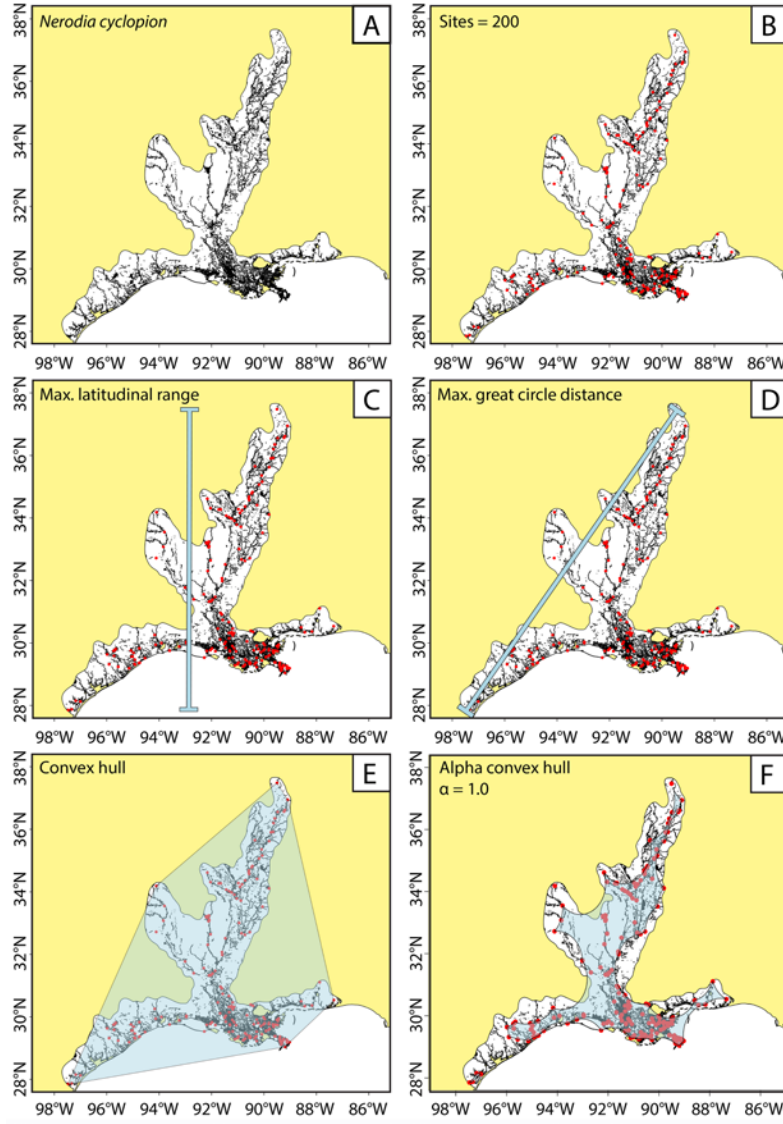 Nerodia cyclopion
A
38°N
36°N
34°N
32°N
30°N
28°N
98°W 96°W 94°W 92°W 90°W 88°W 86°W
Sites = 200
B
38°N
36°N
34°N
32°N
30°N
28°N
98°W 96°W 94°W 92°W 90°W 88°W 86°W
Max. latitudinal range
C
38°N
36°N
34°N
32°N
30°N
28°N
98°W 96°W 94°W 92°W 90°W 88°W 86°W
Max. great circle distance
D
38°N
36°N
34°N
32°N
30°N
28°N
98°W 96°W 94°W 92°W 90°W 88°W 86°W
Convex hull
E
38°N
36°N
34°N
32°N
30°N
28°N
98°W 96°W 94°W 92°W 90°W 88°W 86°W
Alpha convex hull
α = 1.0
F
38°N
36°N
34°N
32°N
30°N
28°N
98°W 96°W 94°W 92°W 90°W 88°W 86°W